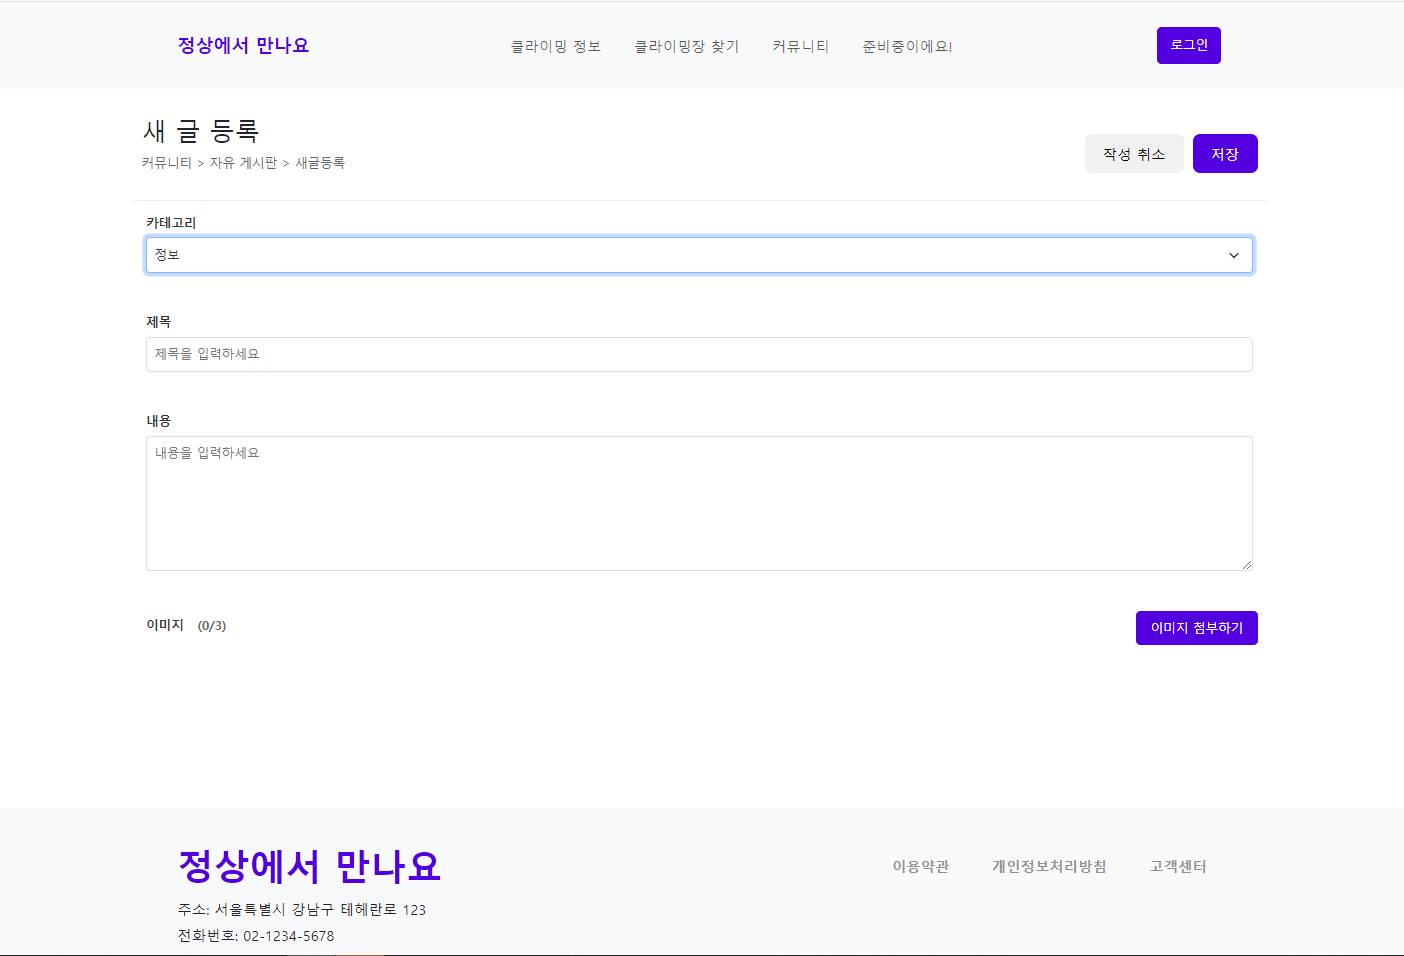 정상에서 만나요
클라이밍 정보 클라이밍장 찾기 커뮤니티 준비중이에요!
로그인
새 글 등록
커뮤니티 > 자유 게시판 > 새글등록
작성 취소 저장
카테고리
정보
제목
제목을 입력하세요
내용
내용을 입력하세요
이미지 (0/3)
이미지 첨부하기
정상에서 만나요
이용약관 개인정보처리방침 고객센터
주소: 서울특별시 강남구 테헤란로 123
전화번호: 02-1234-5678